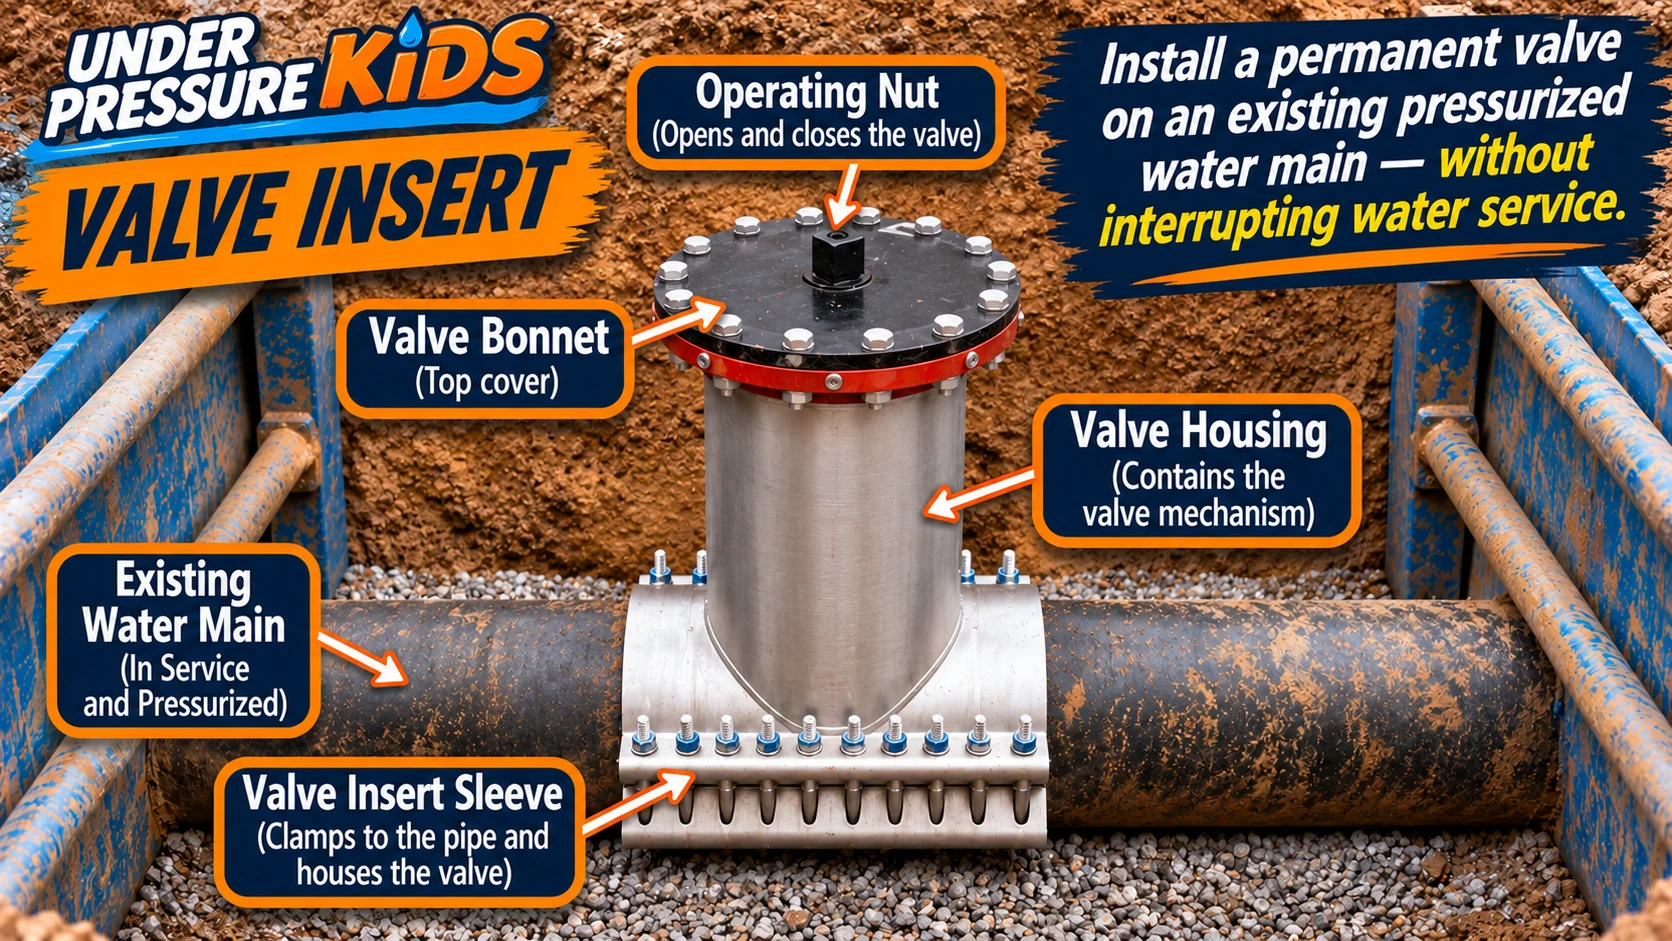 UNDER
PRESSURE KiDS
VALVE INSERT
Operating Nut
(Opens and closes the valve)
Install a permanent valve
on an existing pressurized
water main — without
interrupting water service.
Valve Bonnet
(Top cover)
Valve Housing
(Contains the
valve mechanism)
Existing
Water Main
(In Service
and Pressurized)
Valve Insert Sleeve
(Clamps to the pipe and
houses the valve)